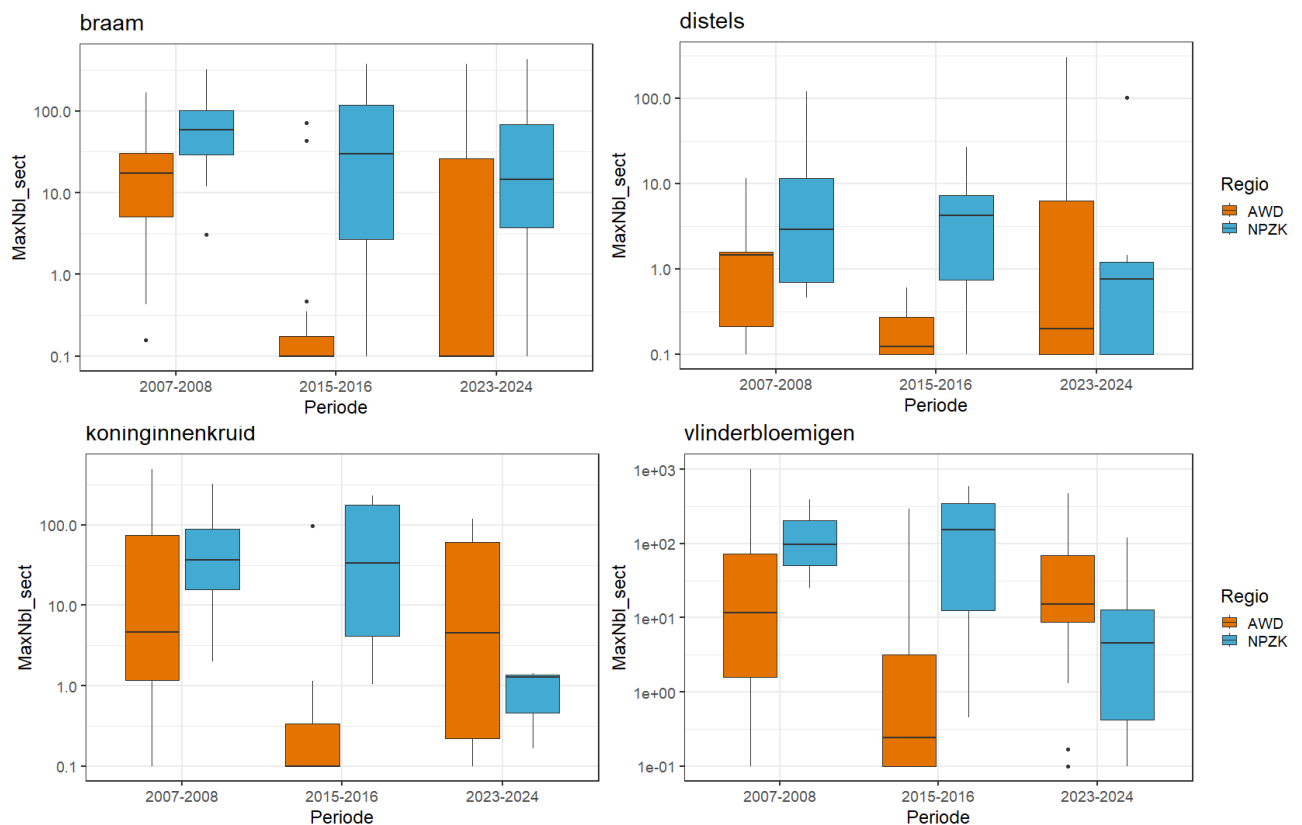 braam
MaxNbl_sect
100.0
10.0
1.0
0.1
2007-2008
2015-2016
2023-2024
Periode
distels
MaxNbl_sect
100.0
10.0
1.0
0.1
2007-2008
2015-2016
2023-2024
Periode
Regio
AWD
NPZK
koninginnenkruid
MaxNbl_sect
100.0
10.0
1.0
0.1
2007-2008
2015-2016
2023-2024
Periode
vlinderbloemigen
MaxNbl_sect
1e+03
1e+02
1e+01
1e+00
1e-01
2007-2008
2015-2016
2023-2024
Periode
Regio
AWD
NPZK